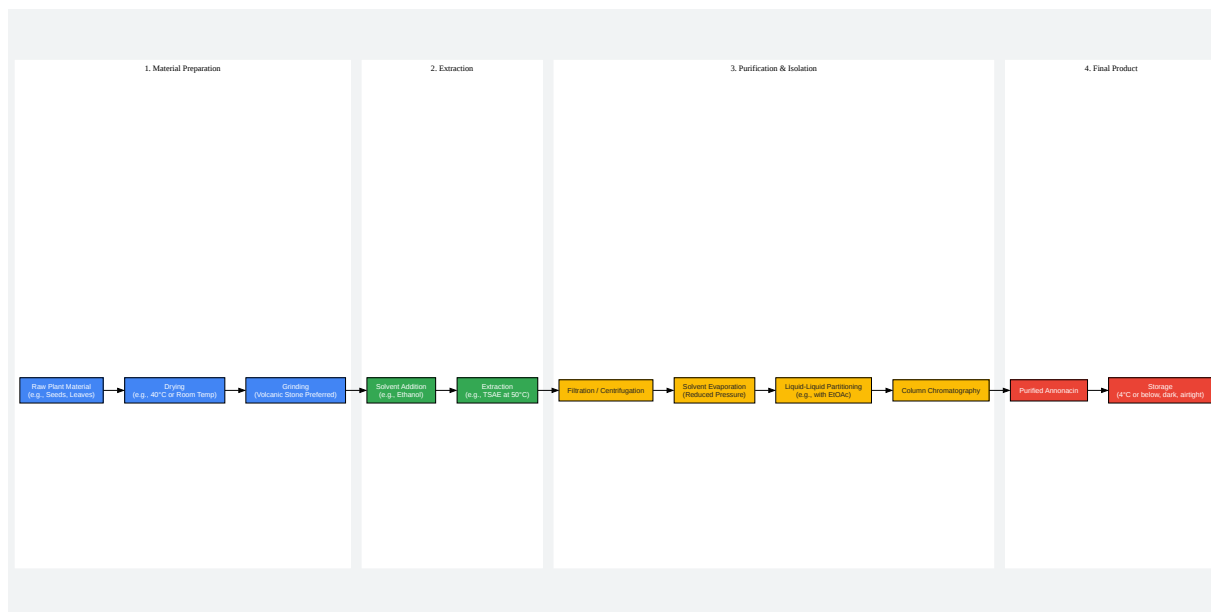 1. Material Preparation
2. Extraction
3. Purification & Isolation
4. Final Product
Raw Plant Material
(e.g., Seeds, Leaves)
Drying
(e.g., 40°C or Room Temp)
Grinding
(Volcanic Stone Preferred)
Solvent Addition
(e.g., Ethanol)
Extraction
(e.g., TSAE at 50°C)
Filtration / Centrifugation
Solvent Evaporation
(Reduced Pressure)
Liquid-Liquid Partitioning
(e.g., with EtOAc)
Column Chromatography
Purified Annonacin
Storage
(4°C or below, dark, airtight)